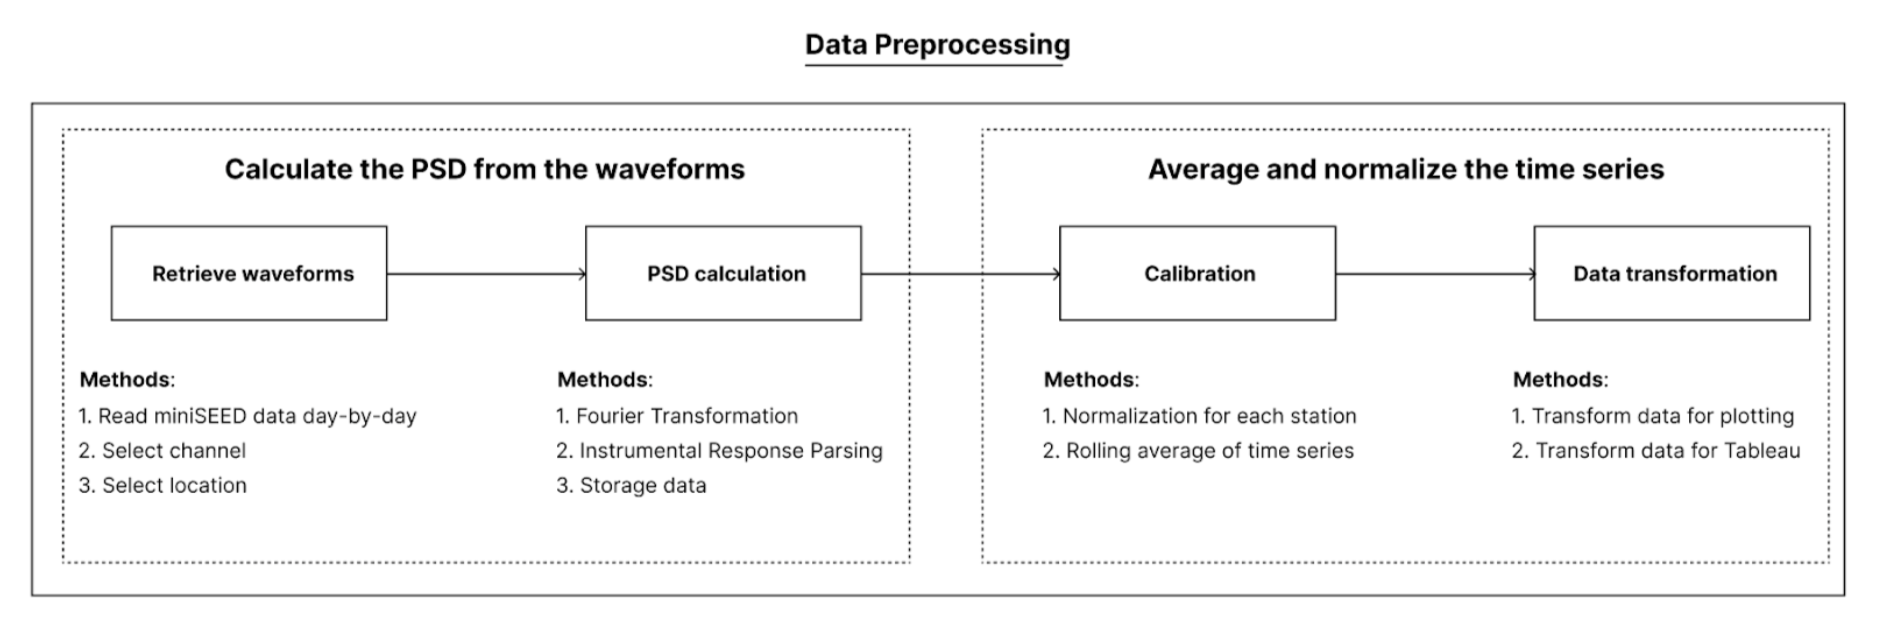 Data Preprocessing
Calculate the PSD from the waveforms
Retrieve waveforms
PSD calculation
Methods:
1. Read miniSEED data day-by-day
2. Select channel
3. Select location
Methods:
1. Fourier Transformation
2. Instrumental Response Parsing
3. Storage data
Average and normalize the time series
Calibration
Data transformation
Methods:
1. Normalization for each station
2. Rolling average of time series
Methods:
1. Transform data for plotting
2. Transform data for Tableau